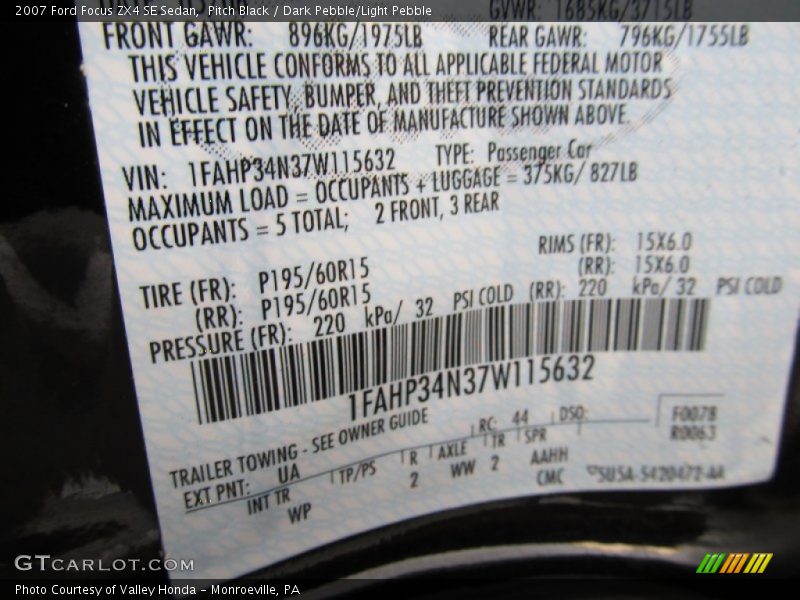 2007 Ford Focus ZX4 SE Sedan, Pitch Black / Dark Pebble/Light Pebble
GVWR: 1685KG/3715LB
FRONT GAWR: 896KG/1975LB REAR GAWR: 796KG/1755LB
THIS VEHICLE CONFORMS TO ALL APPLICABLE FEDERAL MOTOR
VEHICLE SAFETY, BUMPER, AND THEFT PREVENTION STANDARDS
IN EFFECT ON THE DATE OF MANUFACTURE SHOWN ABOVE.
VIN: 1FAHP34N37W115632 TYPE: Passenger Car
MAXIMUM LOAD = OCCUPANTS + LUGGAGE = 375KG/ 827LB
OCCUPANTS = 5 TOTAL; 2 FRONT, 3 REAR
TIRE (FR): P195/60R15 RIMS (FR): 15X6.0
(RR): P195/60R15 (RR): 15X6.0
PRESSURE (FR): 220 kPa/ 32 PSI COLD (RR): 220 kPa/ 32 PSI COLD
1FAHP34N37W115632
TRAILER TOWING - SEE OWNER GUIDE RC: 44 DSO: F0078
EXT PNT: UA TP/PS R AXLE TR SPR R0063
INT TR WP 2 WW 2 AAHH
CMC 5U5A-5420472-AA
GTCARLOT.COM
Photo Courtesy of Valley Honda – Monroeville, PA